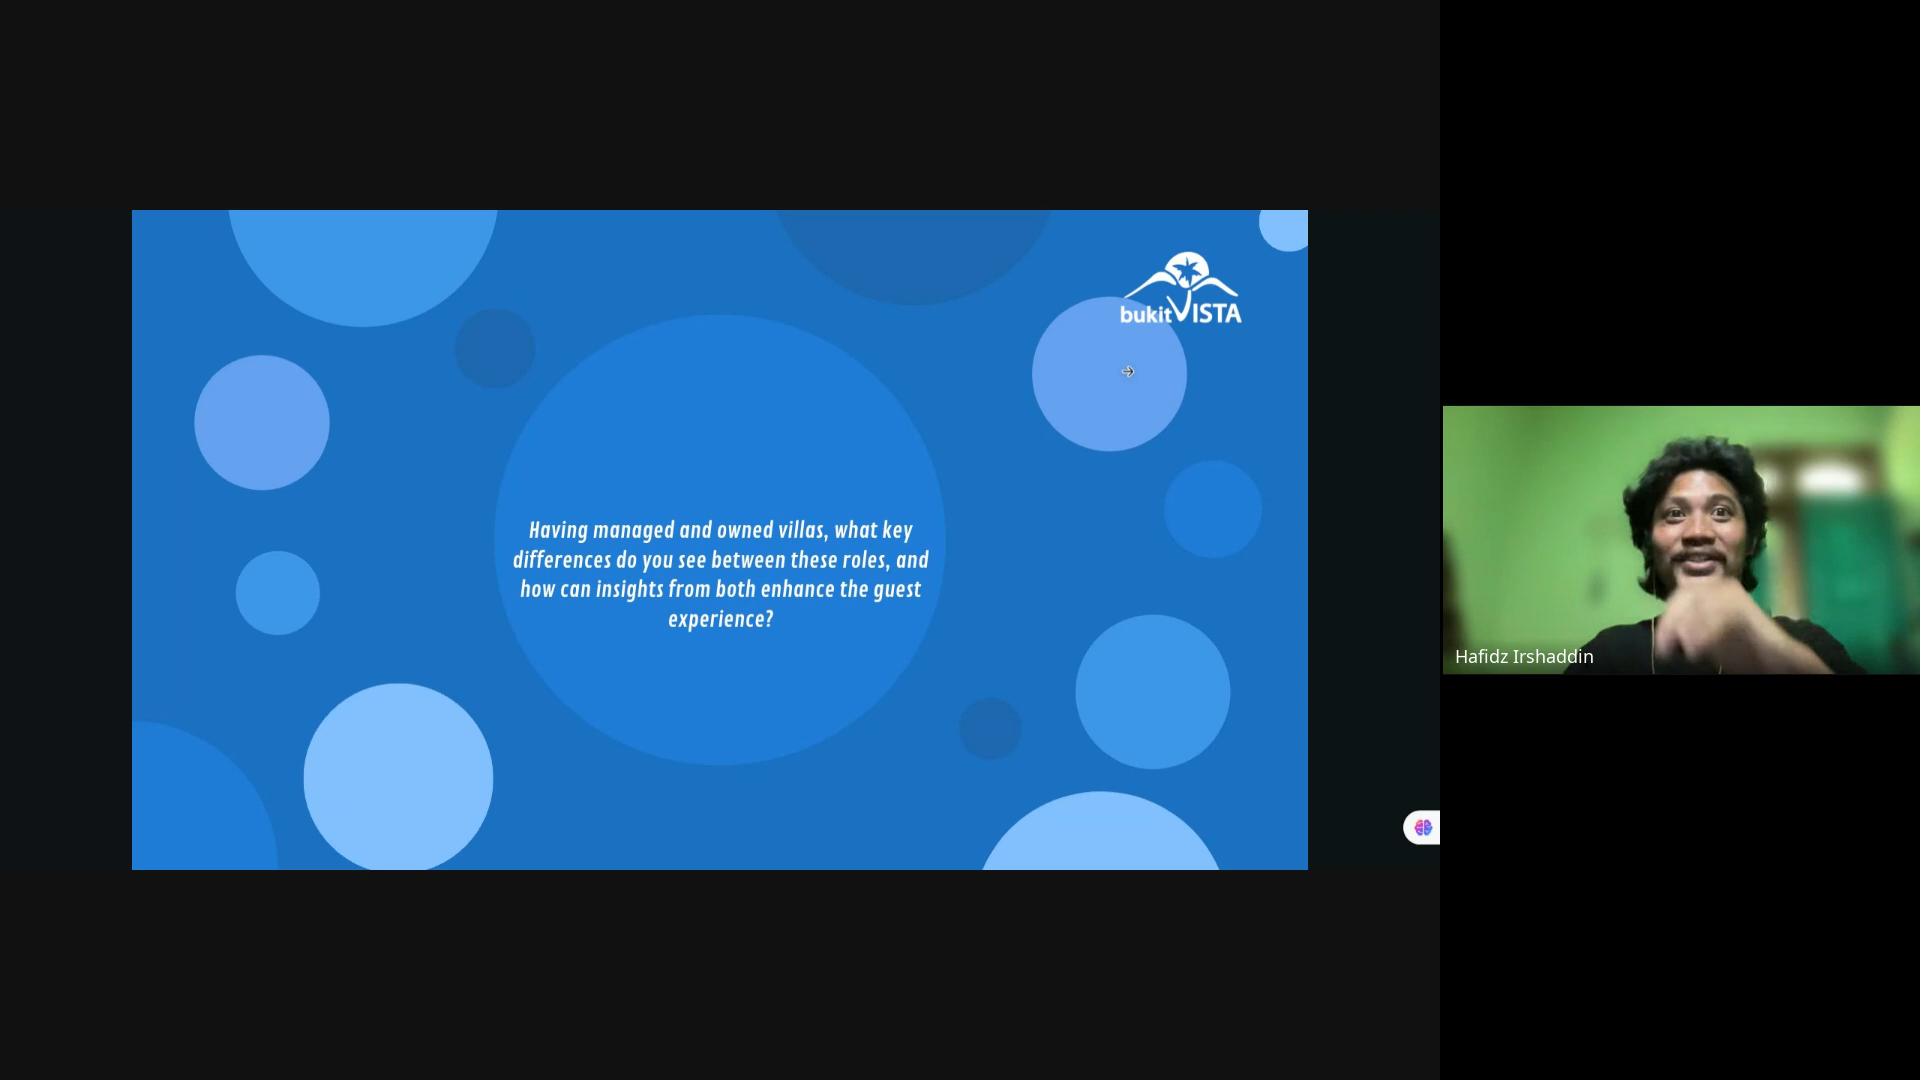 bukitVISTA
Having managed and owned villas, what key
differences do you see between these roles, and
how can insights from both enhance the guest
experience?
Hafidz Irshaddin